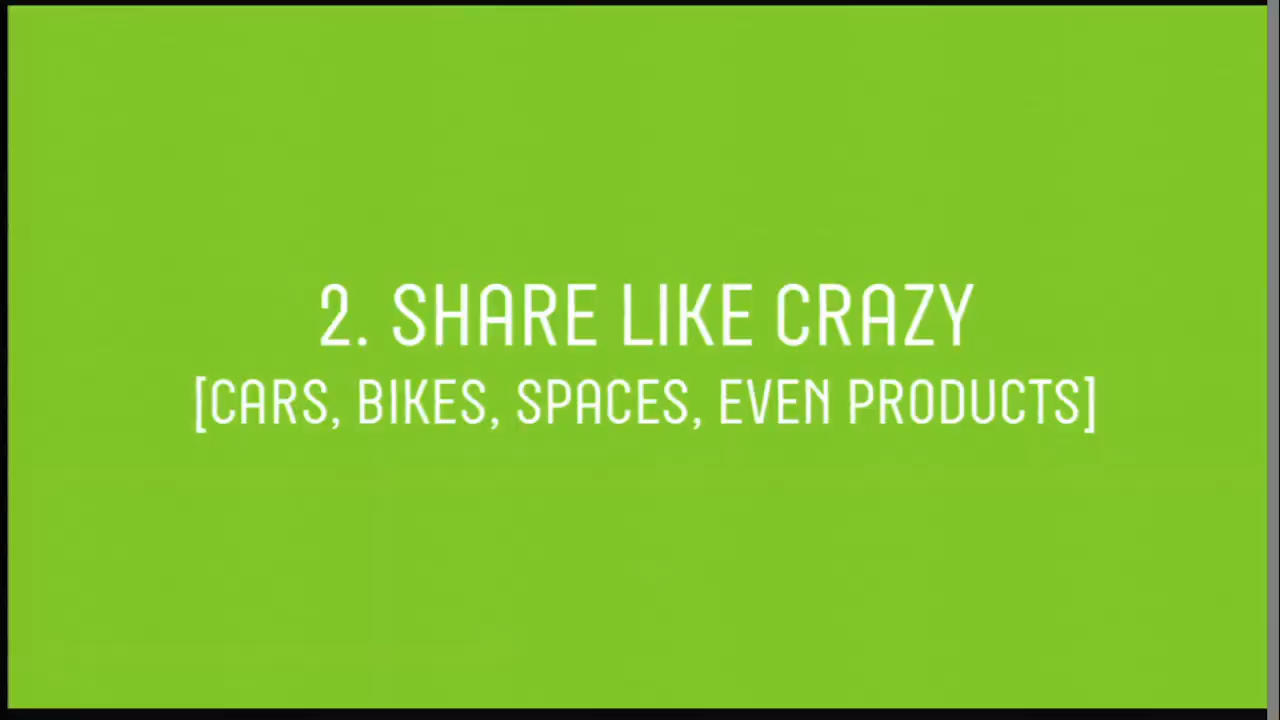 2. SHARE LIKE CRAZY
[CARS, BIKES, SPACES, EVEN PRODUCTS]